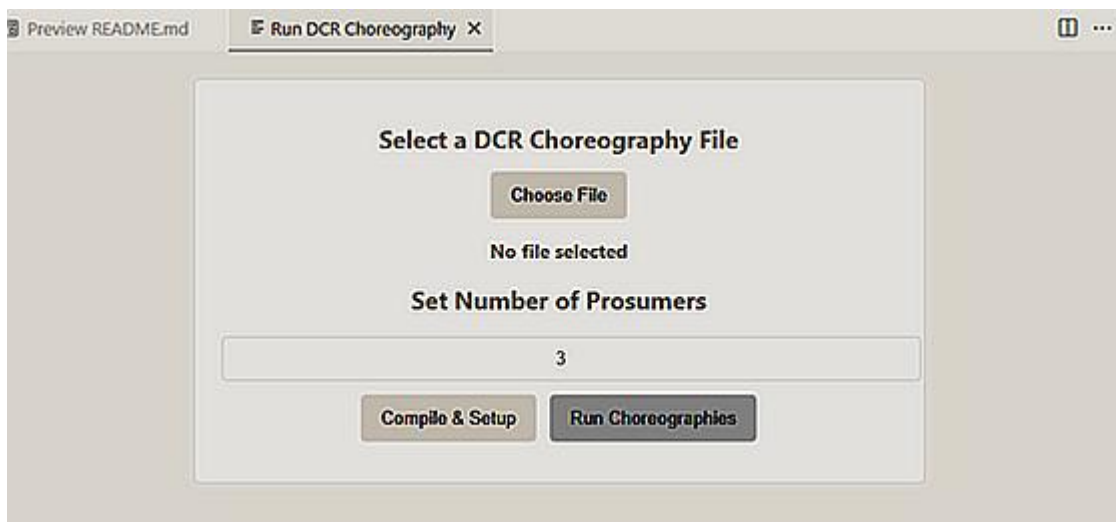 Preview README.md
Run DCR Choreography
Select a DCR Choreography File
Choose File
No file selected
Set Number of Prosumers
3
Compile & Setup
Run Choreographies